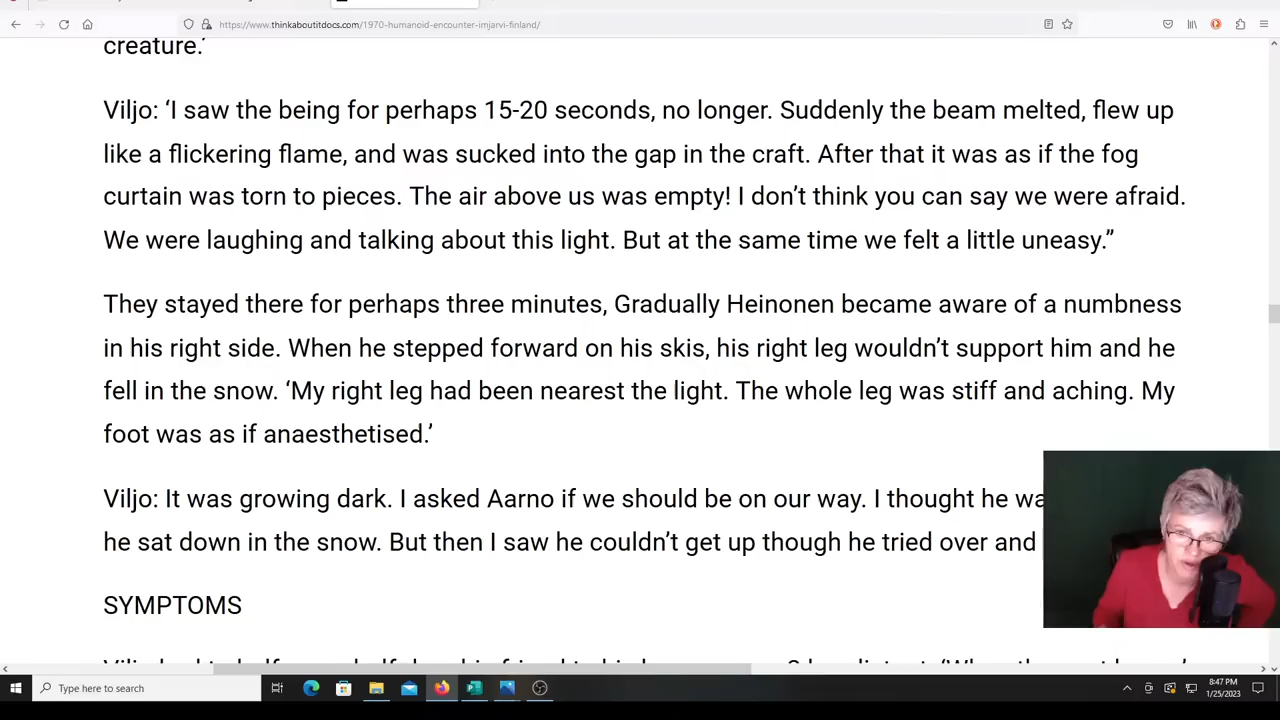 https://www.thinkaboutitdocs.com/1970-humanoid-encounter-imjarvi-finland/
creature.’
Viljo: ‘I saw the being for perhaps 15-20 seconds, no longer. Suddenly the beam melted, flew up
like a flickering flame, and was sucked into the gap in the craft. After that it was as if the fog
curtain was torn to pieces. The air above us was empty! I don’t think you can say we were afraid.
We were laughing and talking about this light. But at the same time we felt a little uneasy.”
They stayed there for perhaps three minutes, Gradually Heinonen became aware of a numbness
in his right side. When he stepped forward on his skis, his right leg wouldn’t support him and he
fell in the snow. ‘My right leg had been nearest the light. The whole leg was stiff and aching. My
foot was as if anaesthetised.’
Viljo: It was growing dark. I asked Aarno if we should be on our way. I thought he
he sat down in the snow. But then I saw he couldn’t get up though he tried over and
SYMPTOMS
Type here to search
8:47 PM
1/25/2023